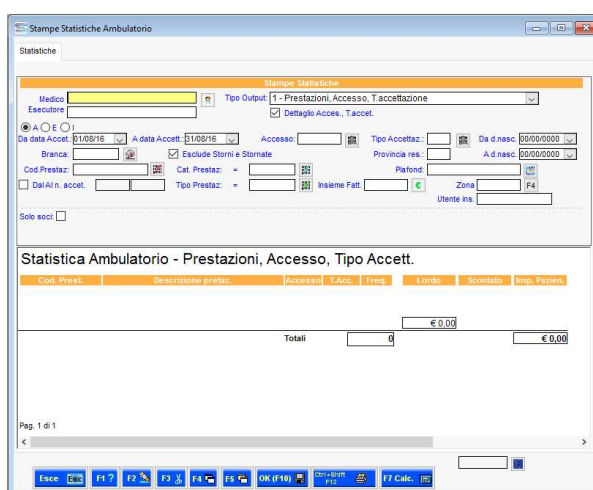 Stampe Statistiche Ambulatorio
Statistiche
Stampe Statistiche
Medico Tipo Output: 1 - Prestazioni, Accesso, T.accettazione
Esecutore Dettaglio Acces., T.accet.
A E I
Da data Accet. 01/08/16 A data Accett.: 31/08/16 Accesso: Tipo Accettaz.: Da d.nasc. 00/00/0000
Branca: Esclude Storni e Stornate Provincia res.: A d.nasc. 00/00/0000
Cod.Prestaz: Cat. Prestaz: = Plafond:
Dal Al n. accet. Tipo Prestaz: = Insieme Fatt. € Zona F4
Utente ins.
Solo soci:
Statistica Ambulatorio - Prestazioni, Accesso, Tipo Accett.
Cod. Prest. Descrizione pretaz. Accesso T.Acc. Freq. Lordo Scontato Imp. Pazien.
€ 0,00
Totali 0 € 0,00
Pag. 1 di 1
Esce Esc F1 ? F2 F3 F4 F5 OK (F10) Ctrl+Shift F12 F7 Calc.